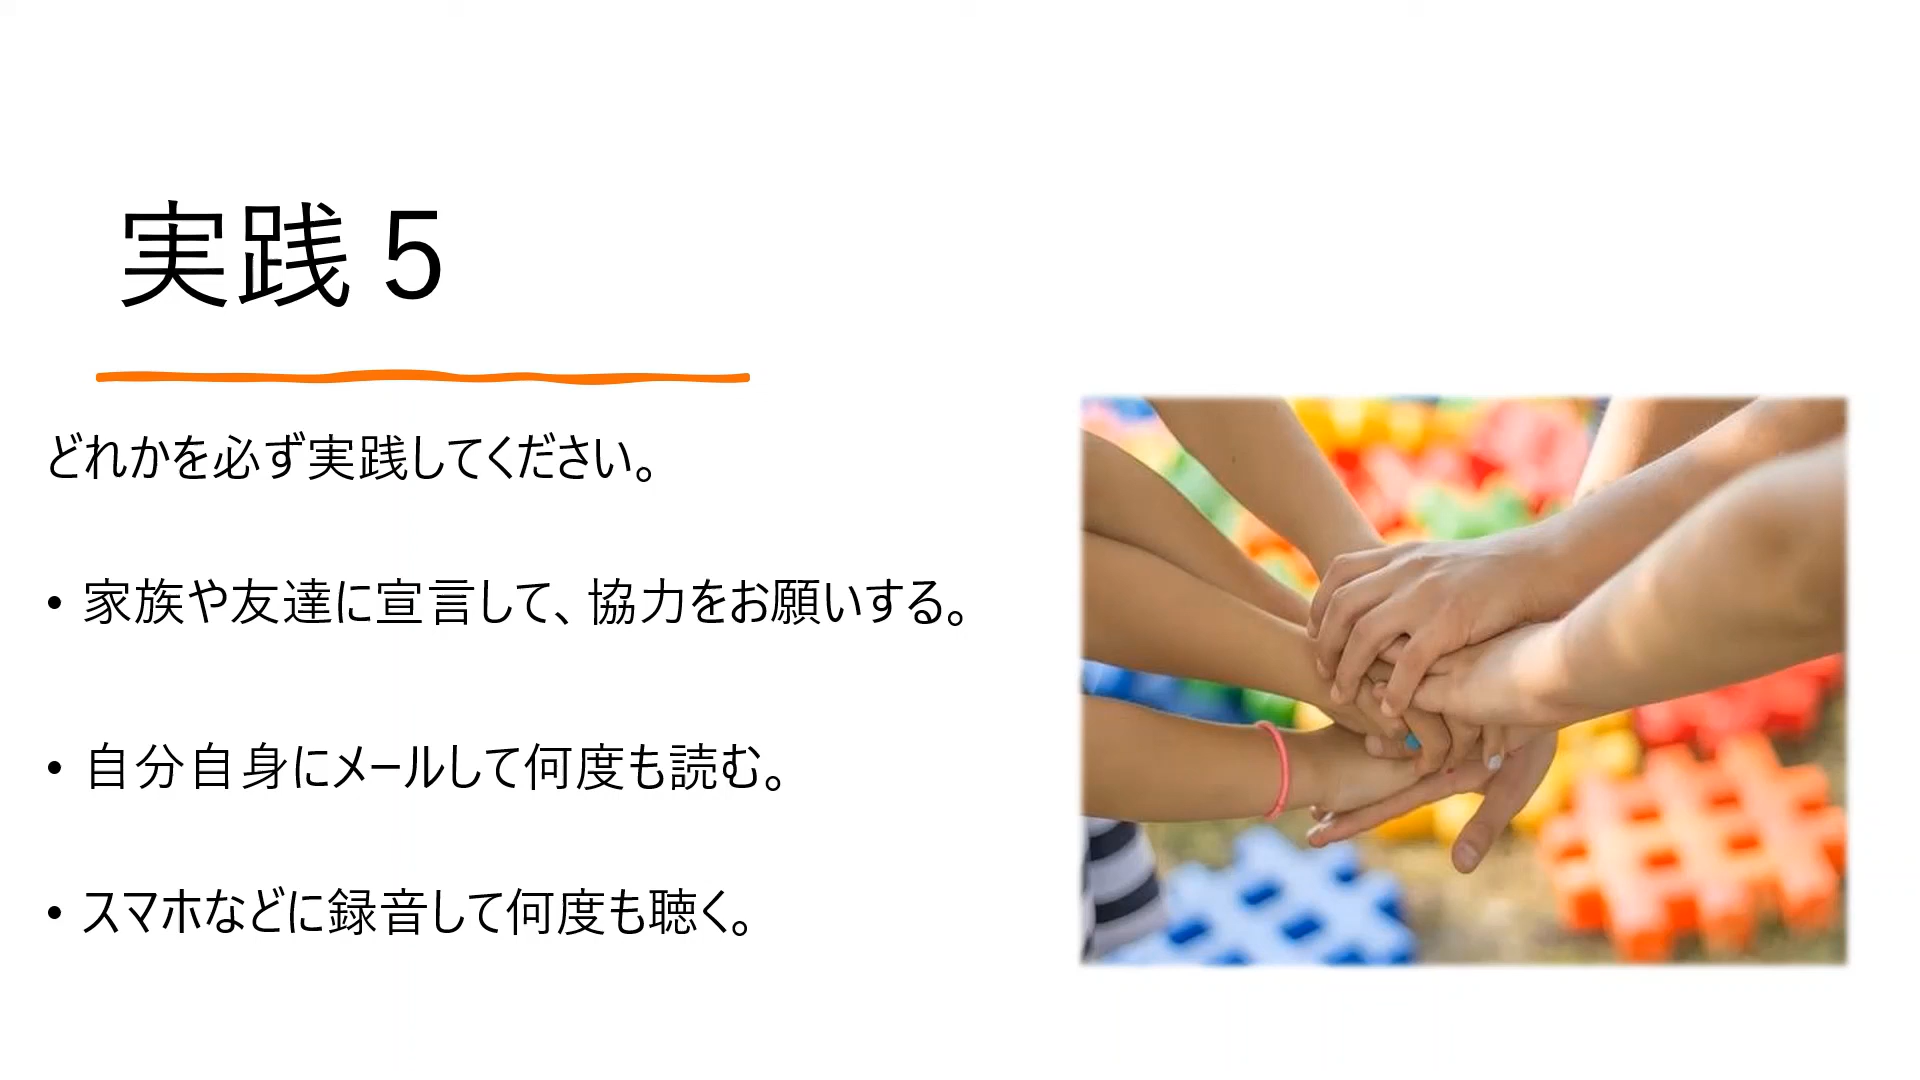 実践 5
どれかを必ず実践してください。
• 家族や友達に宣言して、協力をお願いする。
• 自分自身にメールして何度も読む。
• スマホなどに録音して何度も聴く。